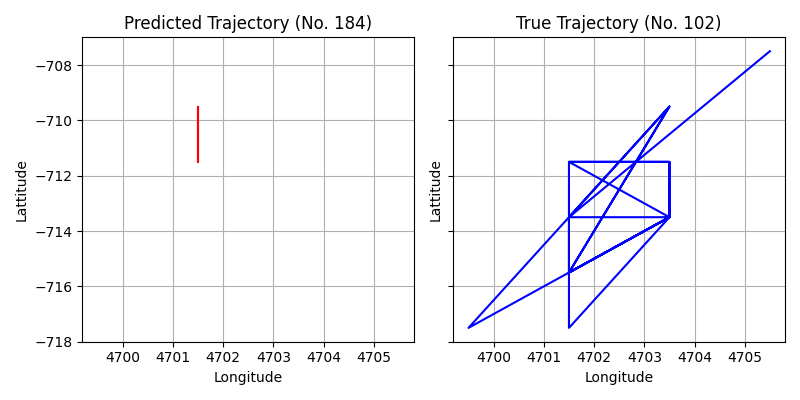 Predicted Trajectory (No. 184)
True Trajectory (No. 102)
−708
−710
−712
−714
−716
−718
Lattitude
Lattitude
4700 4701 4702 4703 4704 4705
4700 4701 4702 4703 4704 4705
Longitude
Longitude